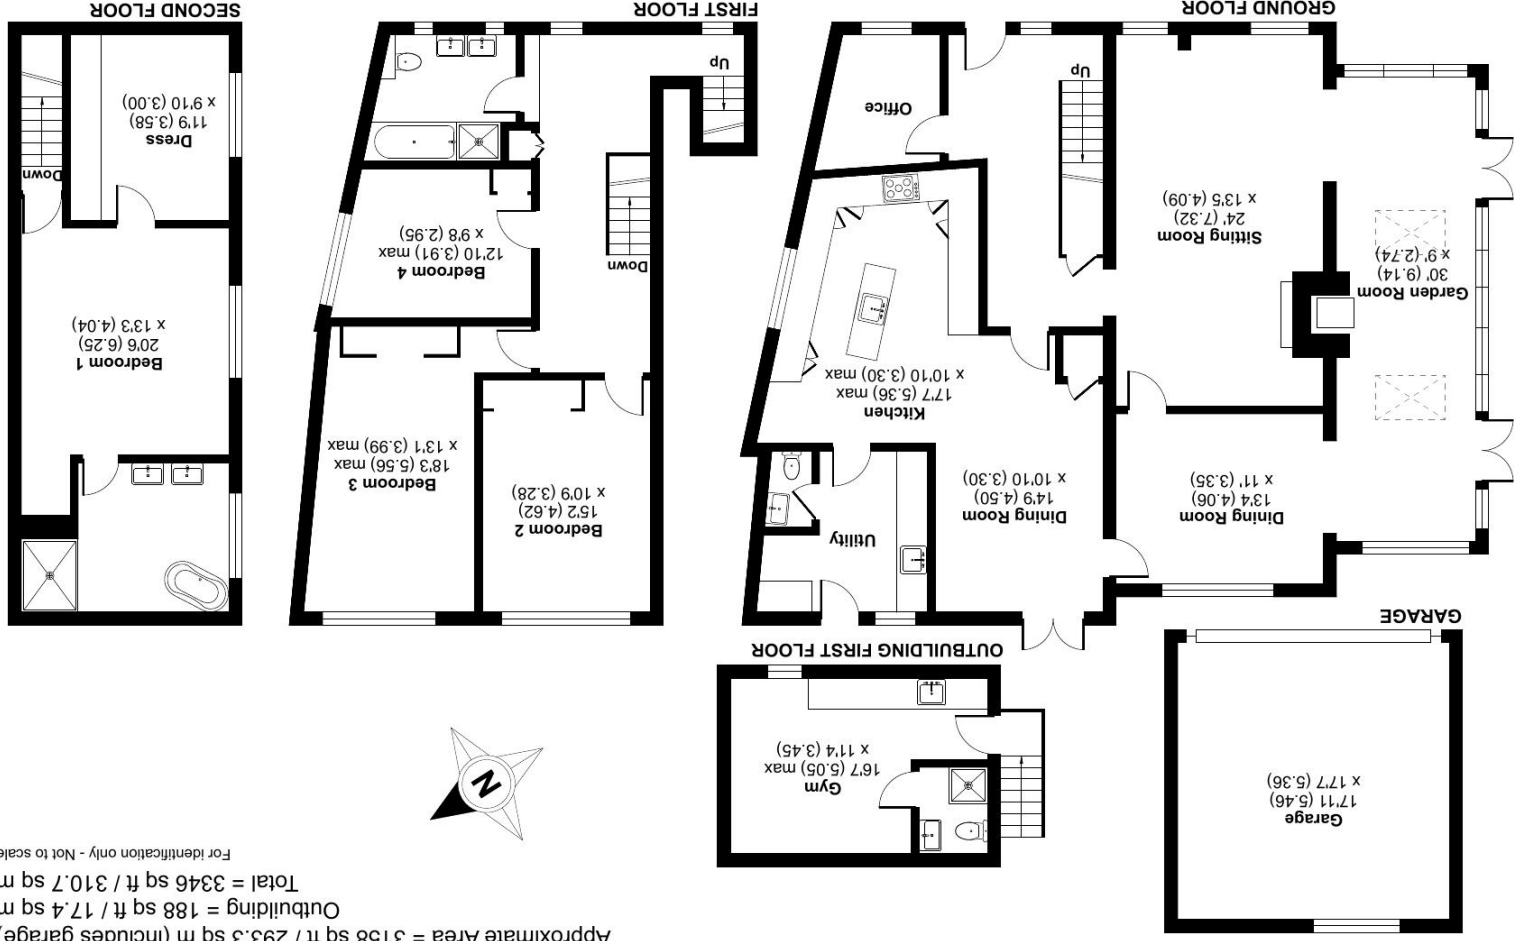 Approximate Area = 3158 sq ft / 293.3 sq m (includes garage)
Outbuilding = 188 sq ft / 17.4 sq m
Total = 3346 sq ft / 310.7 sq m
For identification only - Not to scale
N
Garage
17'11 (5.46)
x 17'7 (5.36)
GARAGE
Gym
16'7 (5.05) max
x 11'4 (3.45)
OUTBUILDING FIRST FLOOR
Garden Room
30' (9.14)
x 9' (2.74)
Dining Room
13'4 (4.06)
x 11' (3.35)
Sitting Room
24' (7.32)
x 13'5 (4.09)
Dining Room
14'9 (4.50)
x 10'10 (3.30)
Utility
Kitchen
17'7 (5.36) max
x 10'10 (3.30) max
Office
Up
GROUND FLOOR
Bedroom 2
15'2 (4.62)
x 10'9 (3.28)
Bedroom 3
18'3 (5.56) max
x 13'1 (3.99) max
Bedroom 4
12'10 (3.91) max
x 9'8 (2.95)
Down
Up
FIRST FLOOR
Bedroom 1
20'6 (6.25)
x 13'3 (4.04)
Down
Dress
11'9 (3.58)
x 9'10 (3.00)
SECOND FLOOR